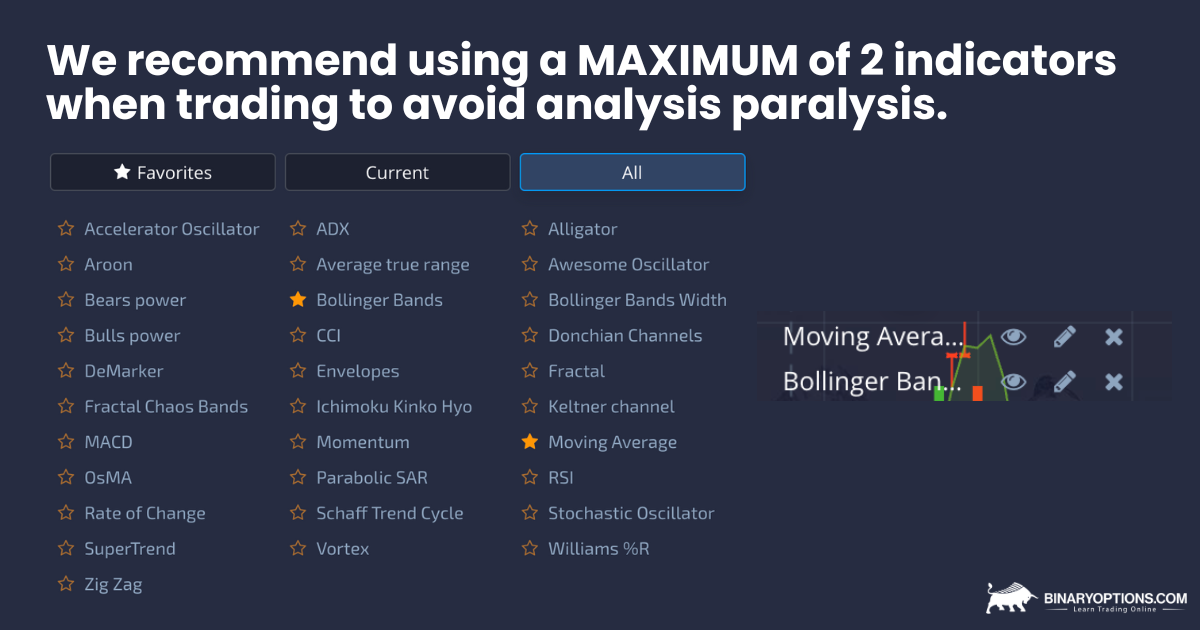 We recommend using a MAXIMUM of 2 indicators
when trading to avoid analysis paralysis.
Favorites
Current
All
Accelerator Oscillator
ADX
Alligator
Aroon
Average true range
Awesome Oscillator
Bears power
Bollinger Bands
Bollinger Bands Width
Bulls power
CCI
Donchian Channels
DeMarker
Envelopes
Fractal
Fractal Chaos Bands
Ichimoku Kinko Hyo
Keltner channel
MACD
Momentum
Moving Average
OsMA
Parabolic SAR
RSI
Rate of Change
Schaff Trend Cycle
Stochastic Oscillator
SuperTrend
Vortex
Williams %R
Zig Zag
Moving Avera...
Bollinger Ban...
BINARYOPTIONS.COM
Learn Trading Online